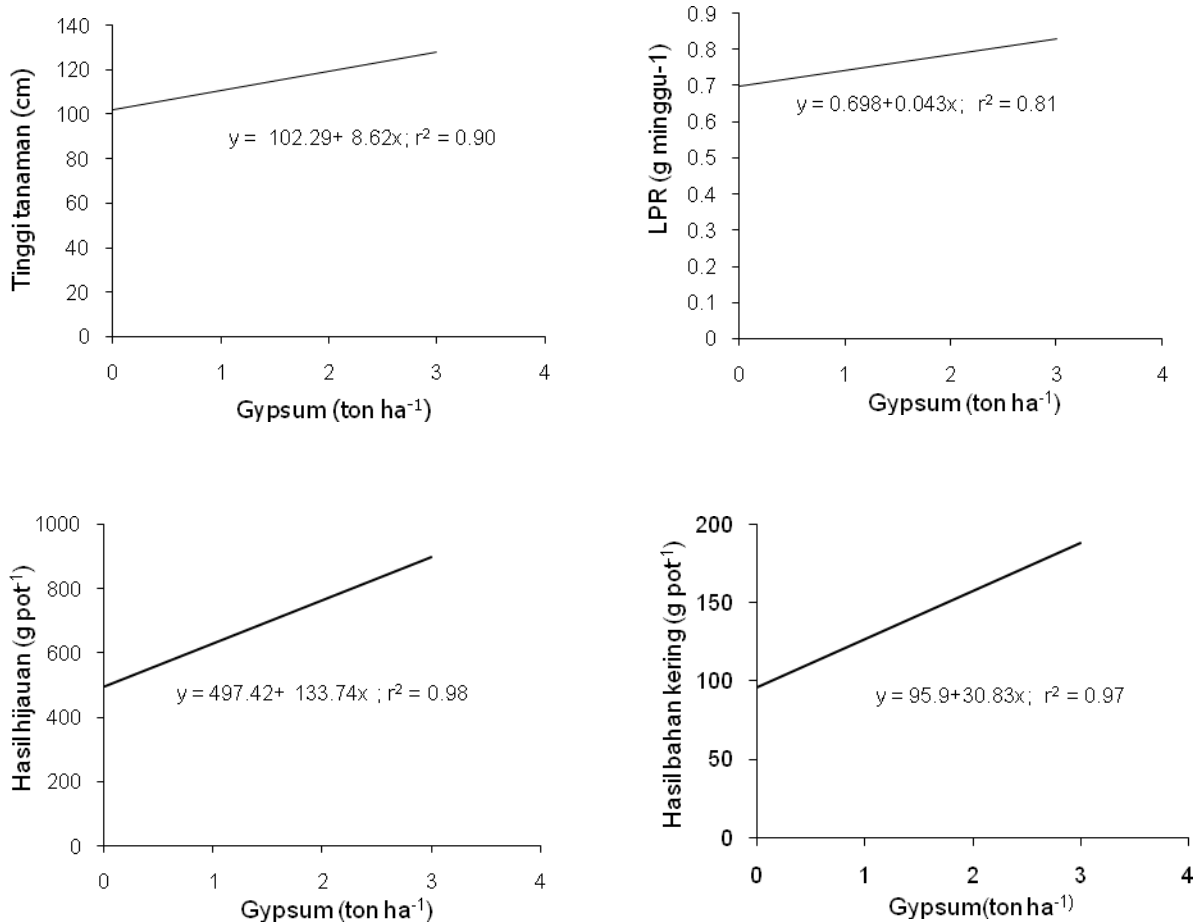 Tinggi tanaman (cm)
140
120
100
80
60
40
20
0
y = 102.29+ 8.62x; r² = 0.90
0 1 2 3 4
Gypsum (ton ha⁻¹)
LPR (g minggu-1)
0.9
0.8
0.7
0.6
0.5
0.4
0.3
0.2
0.1
0
y = 0.698+0.043x; r² = 0.81
0 1 2 3 4
Gypsum (ton ha⁻¹)
Hasil hijauan (g pot⁻¹)
1000
800
600
400
200
0
y = 497.42+ 133.74x ; r² = 0.98
0 1 2 3 4
Gypsum (ton ha⁻¹)
Hasil bahan kering (g pot⁻¹)
200
150
100
50
0
y = 95.9+30.83x; r² = 0.97
0 1 2 3 4
Gypsum(ton ha⁻¹)